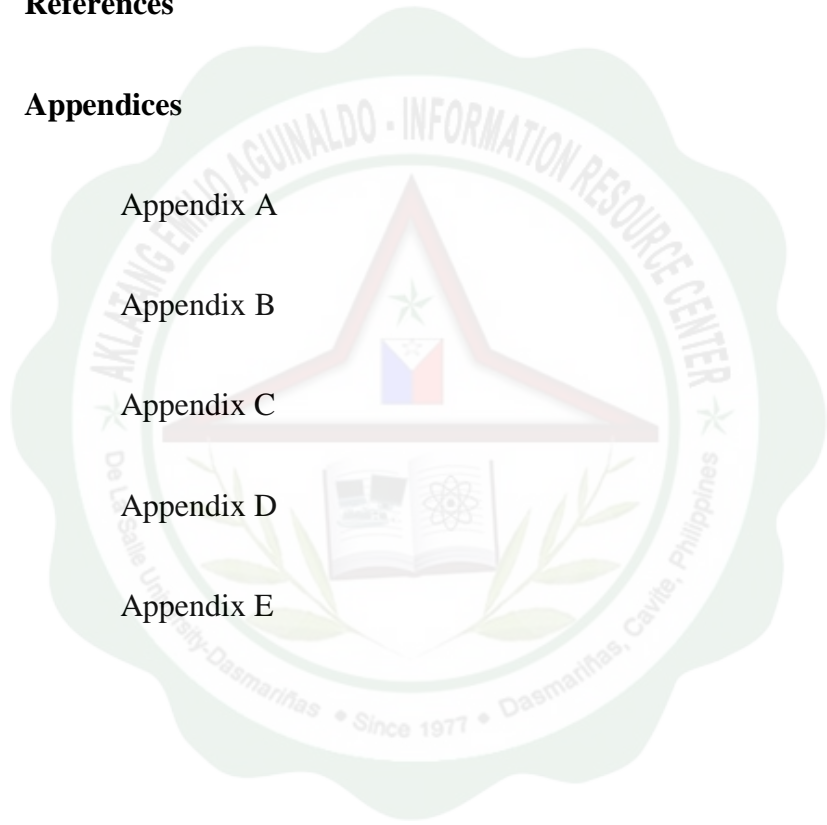 References
Appendices
Appendix A
Appendix B
Appendix C
Appendix D
Appendix E
AKLATANG EMILIO AGUINALDO - INFORMATION RESOURCE CENTER
De La Salle University-Dasmariñas • Since 1977 • Dasmariñas, Cavite, Philippines